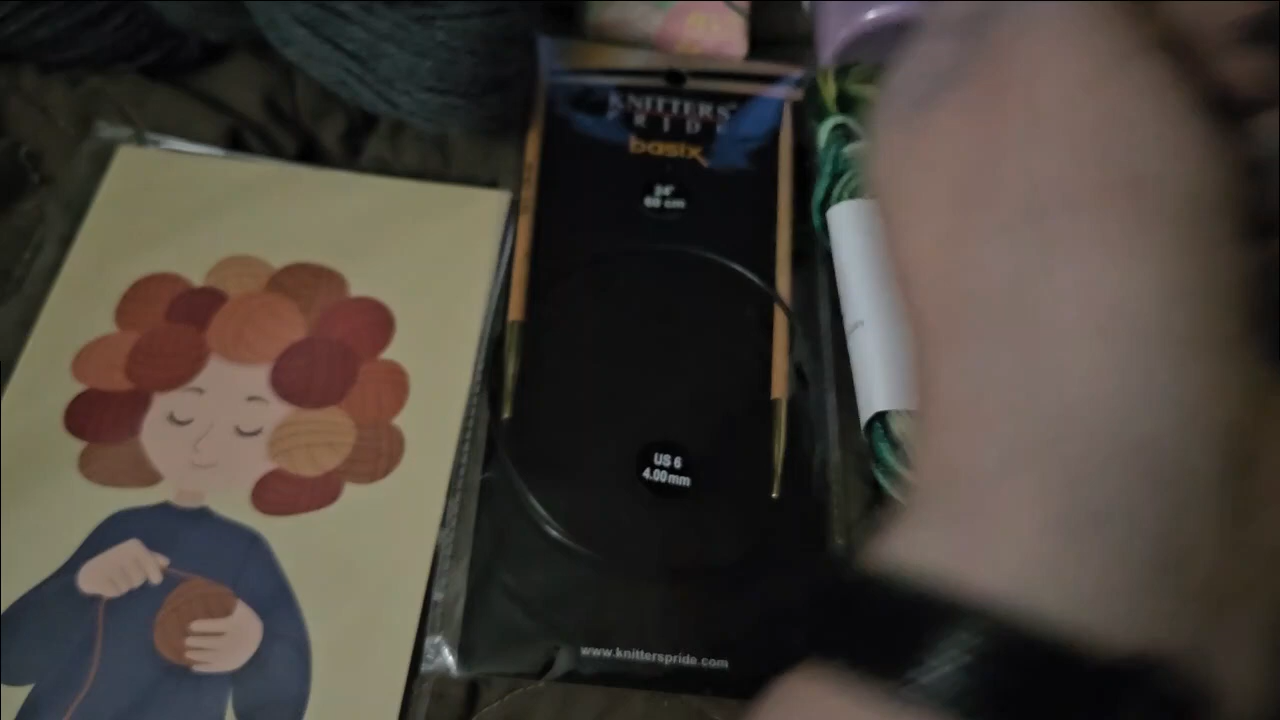 KNITTERS'
PRIDE
basix
24"
60 cm
US 6
4.00mm
www.knitterspride.com